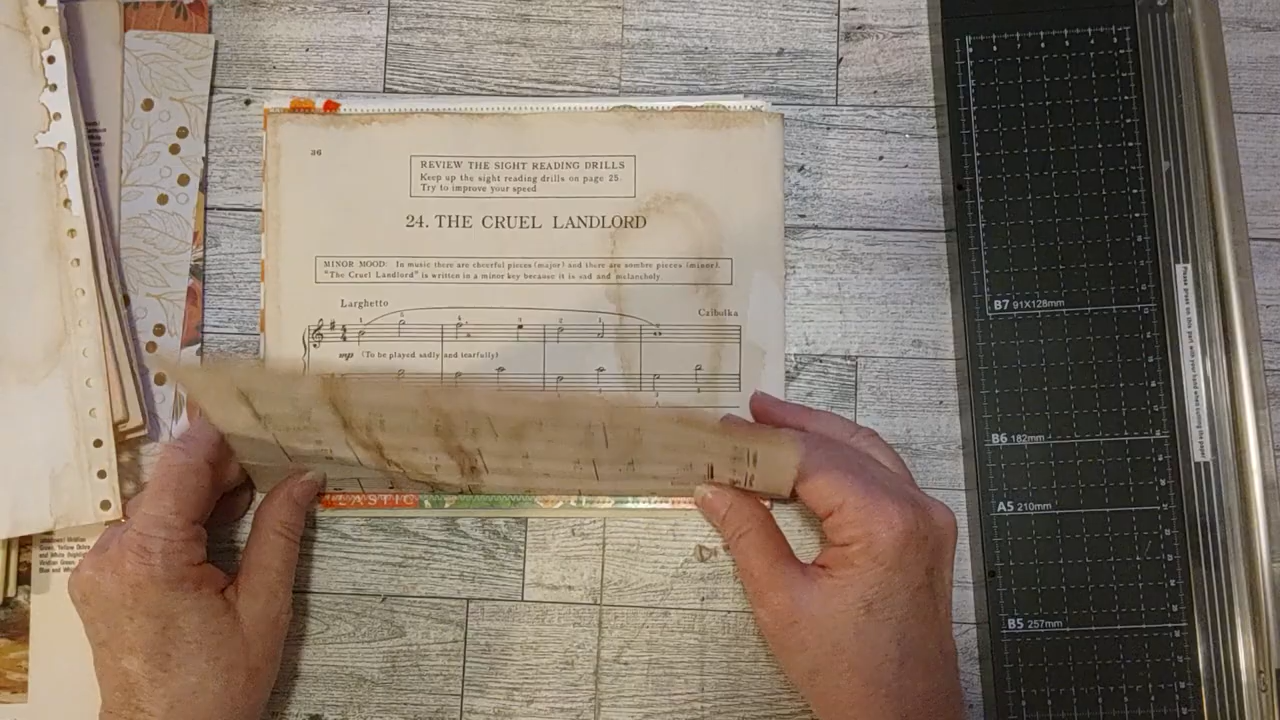 36
REVIEW THE SIGHT READING DRILLS
Keep up the sight reading drills on page 25.
Try to improve your speed
24. THE CRUEL LANDLORD
MINOR MOOD: In music there are cheerful pieces (major) and there are sombre pieces (minor).
"The Cruel Landlord" is written in a minor key because it is sad and melancholy.
Larghetto
Czibulka
mp (To be played sadly and tearfully)
B7 91X128mm
B6 182mm
A5 210mm
B5 257mm